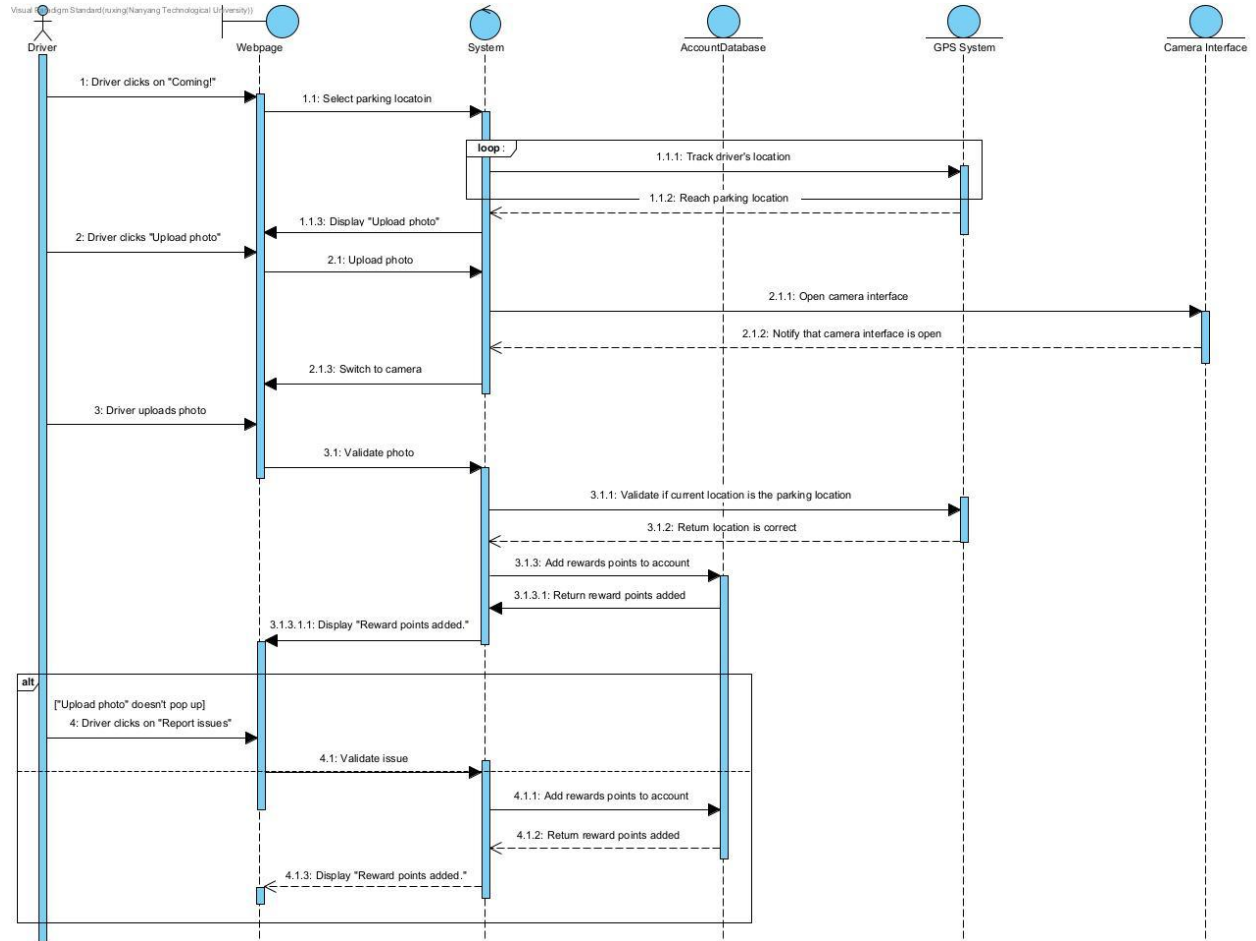 Visual Paradigm Standard(ruxing(Nanyang Technological University))
Driver
Webpage
System
AccountDatabase
GPS System
Camera Interface
1: Driver clicks on "Coming!"
1.1: Select parking locatoin
loop :
1.1.1: Track driver's location
1.1.2: Reach parking location
1.1.3: Display "Upload photo"
2: Driver clicks "Upload photo"
2.1: Upload photo
2.1.1: Open camera interface
2.1.2: Notify that camera interface is open
2.1.3: Switch to camera
3: Driver uploads photo
3.1: Validate photo
3.1.1: Validate if current location is the parking location
3.1.2: Return location is correct
3.1.3: Add rewards points to account
3.1.3.1: Return reward points added
3.1.3.1.1: Display "Reward points added."
alt
["Upload photo" doesn't pop up]
4: Driver clicks on "Report issues"
4.1: Validate issue
4.1.1: Add rewards points to account
4.1.2: Return reward points added
4.1.3: Display "Reward points added."